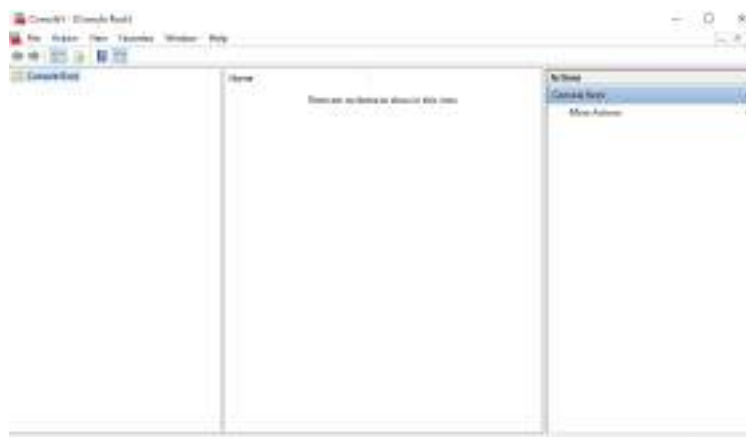 Console1 - [Console Root]
File Action View Favorites Window Help
Console Root
Name
There are no items to show in this view.
Actions
Console Root
More Actions